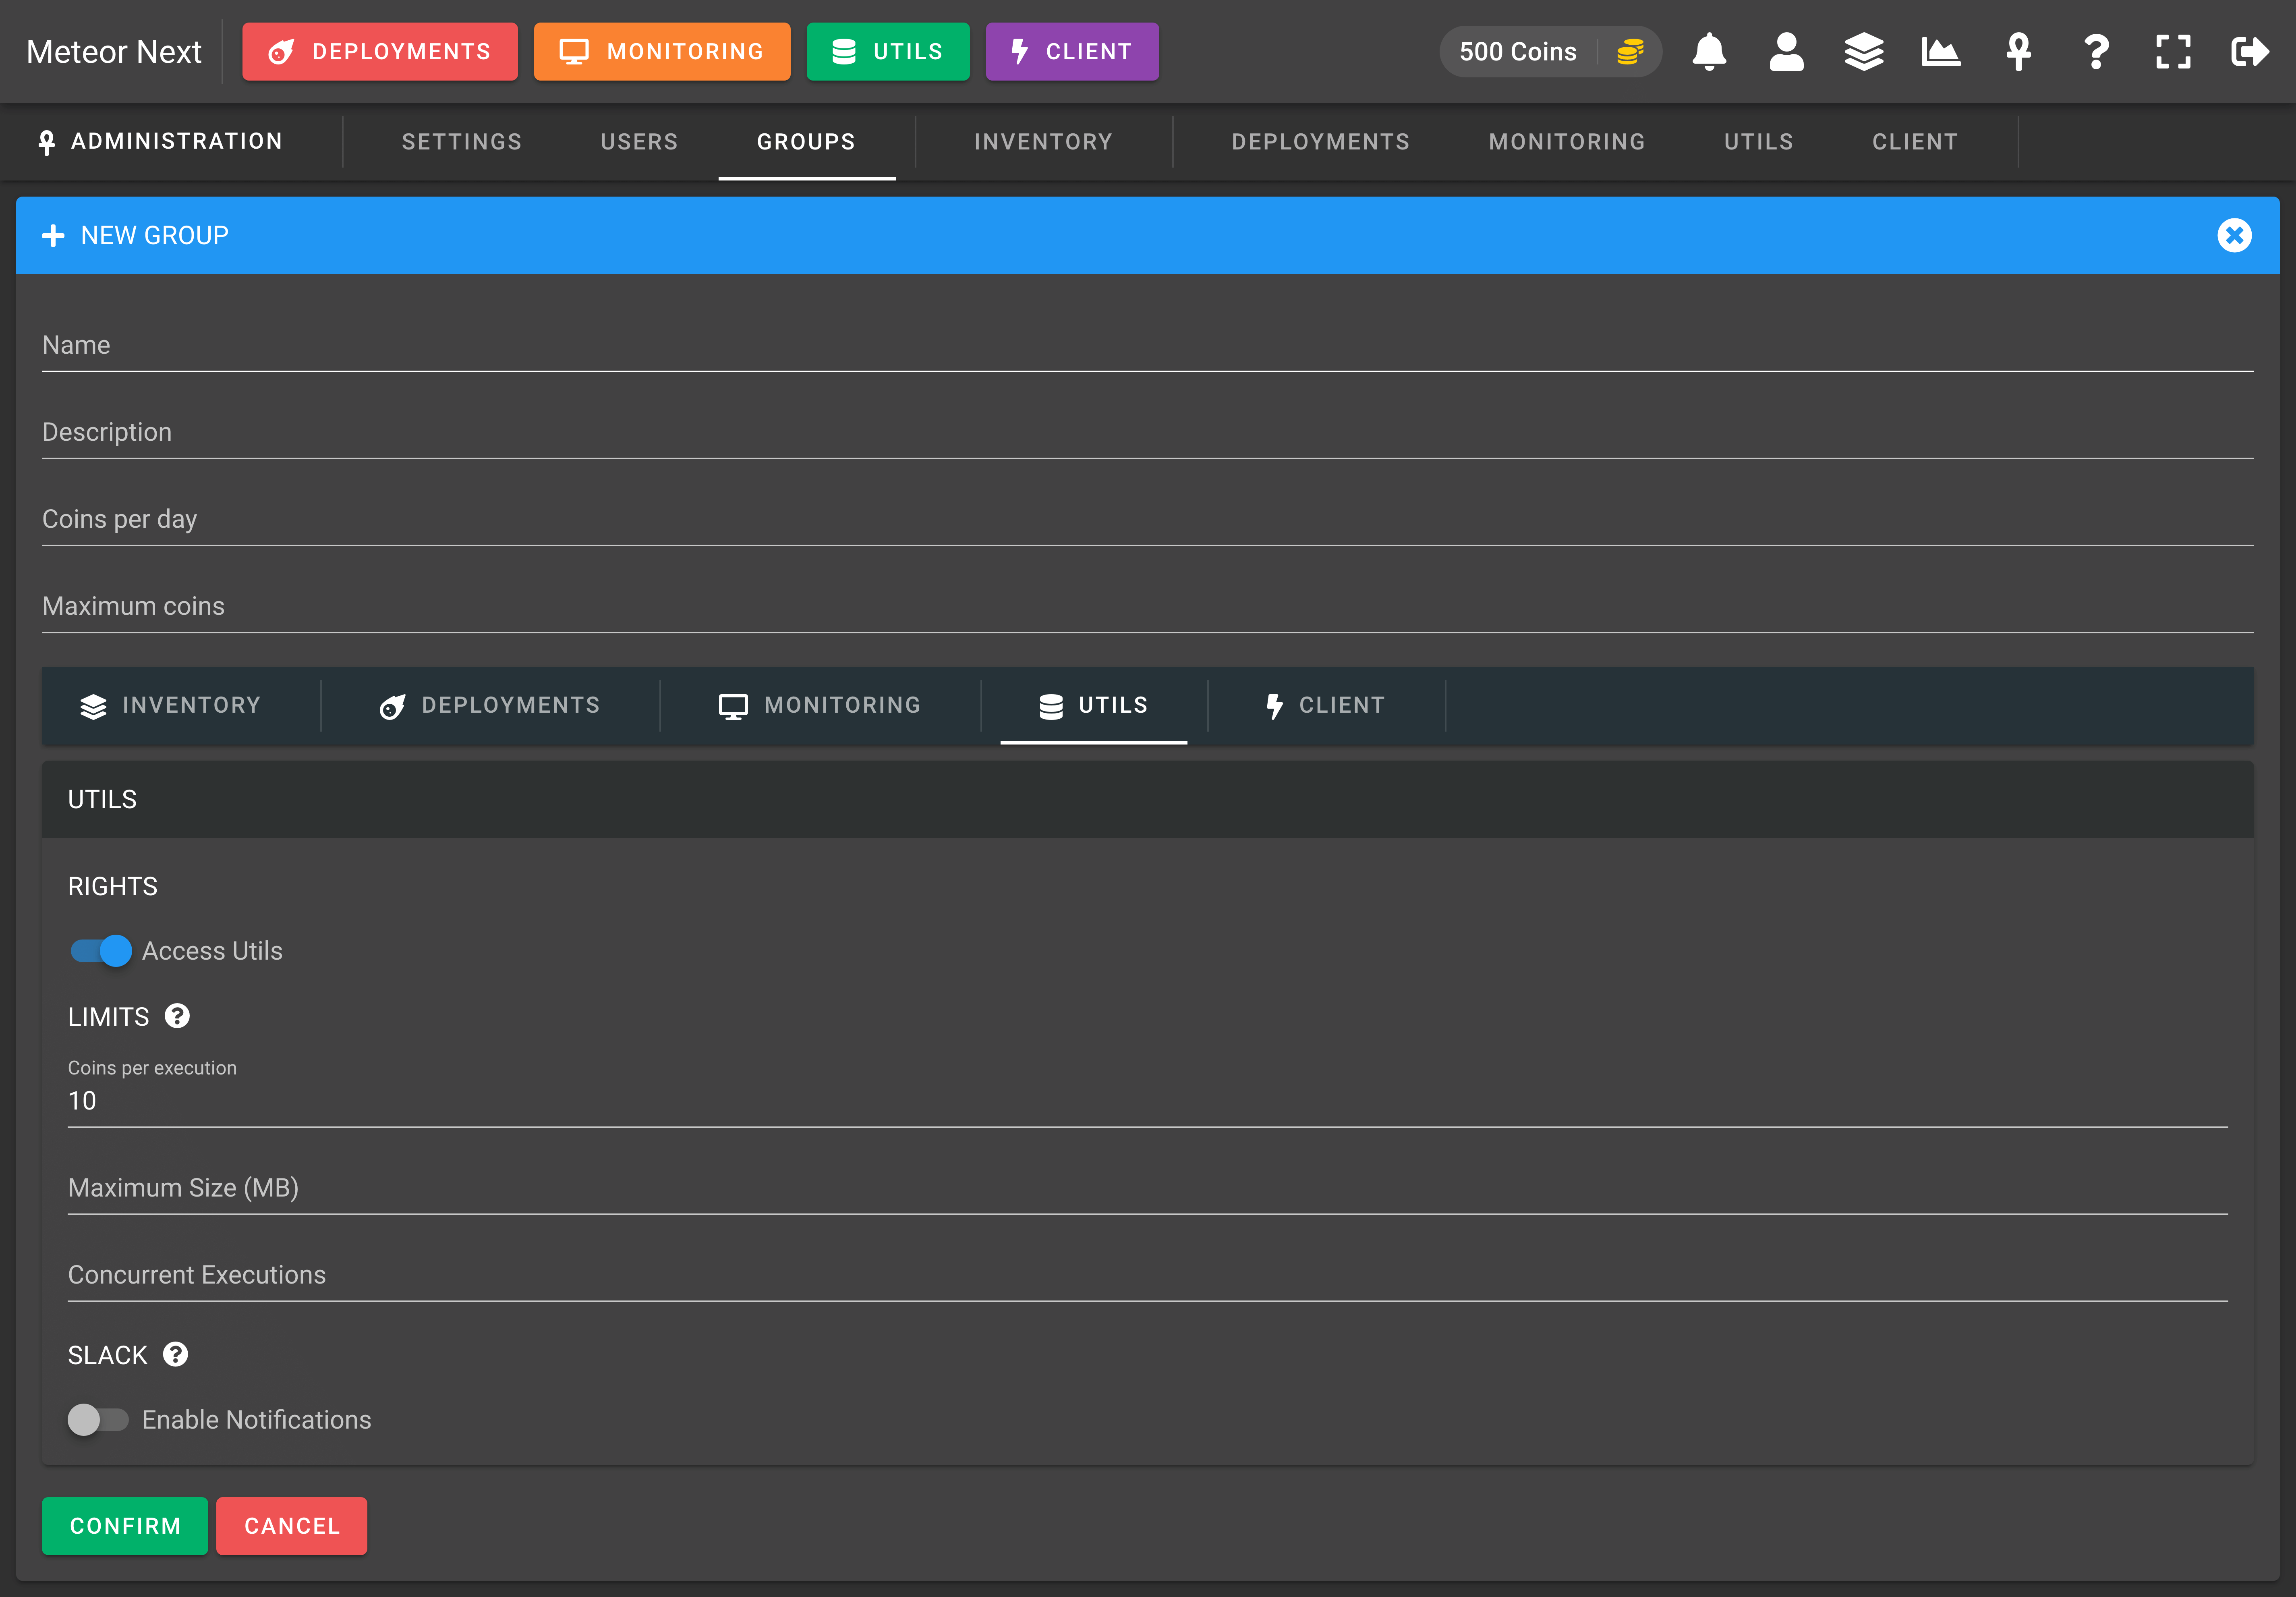 Meteor Next DEPLOYMENTS MONITORING UTILS CLIENT 500 Coins
ADMINISTRATION SETTINGS USERS GROUPS INVENTORY DEPLOYMENTS MONITORING UTILS CLIENT
NEW GROUP
Name
Description
Coins per day
Maximum coins
INVENTORY DEPLOYMENTS MONITORING UTILS CLIENT
UTILS
RIGHTS
Access Utils
LIMITS
Coins per execution
10
Maximum Size (MB)
Concurrent Executions
SLACK
Enable Notifications
CONFIRM CANCEL